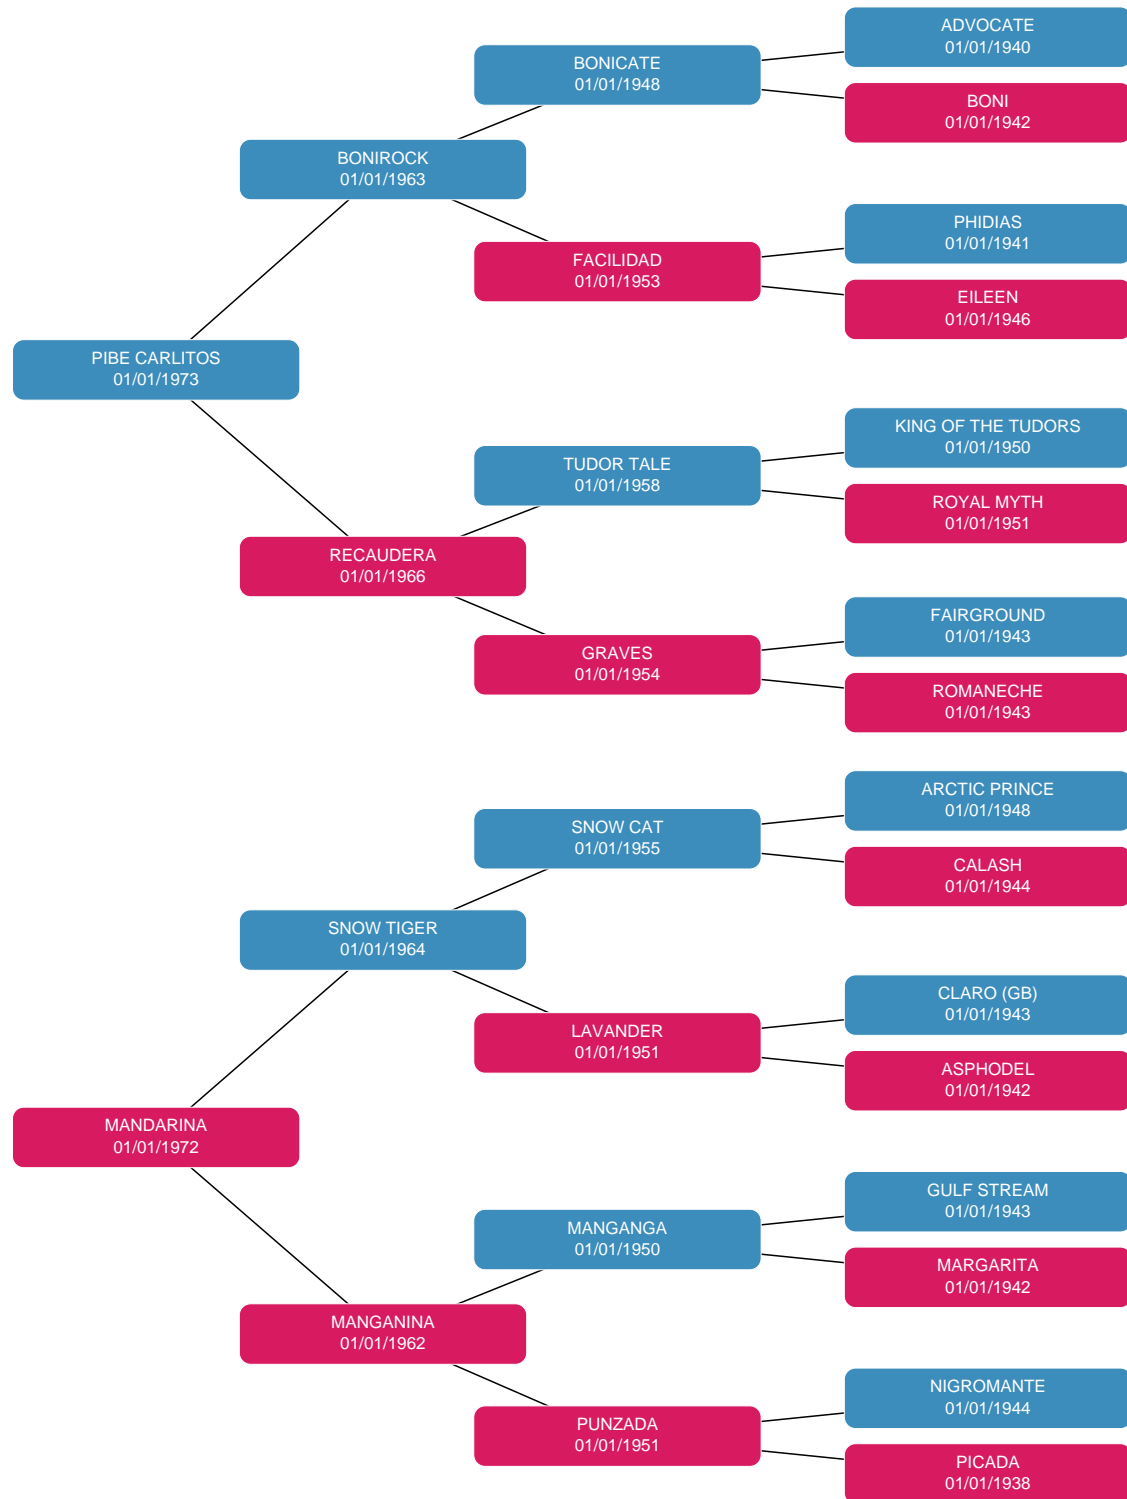 ADVOCATE
01/01/1940
BONICATE
01/01/1948
BONI
01/01/1942
BONIROCK
01/01/1963
PHIDIAS
01/01/1941
FACILIDAD
01/01/1953
EILEEN
01/01/1946
PIBE CARLITOS
01/01/1973
KING OF THE TUDORS
01/01/1950
TUDOR TALE
01/01/1958
ROYAL MYTH
01/01/1951
RECAUDERA
01/01/1966
FAIRGROUND
01/01/1943
GRAVES
01/01/1954
ROMANECHE
01/01/1943
ARCTIC PRINCE
01/01/1948
SNOW CAT
01/01/1955
CALASH
01/01/1944
SNOW TIGER
01/01/1964
CLARO (GB)
01/01/1943
LAVANDER
01/01/1951
ASPHODEL
01/01/1942
MANDARINA
01/01/1972
GULF STREAM
01/01/1943
MANGANGA
01/01/1950
MARGARITA
01/01/1942
MANGANINA
01/01/1962
NIGROMANTE
01/01/1944
PUNZADA
01/01/1951
PICADA
01/01/1938